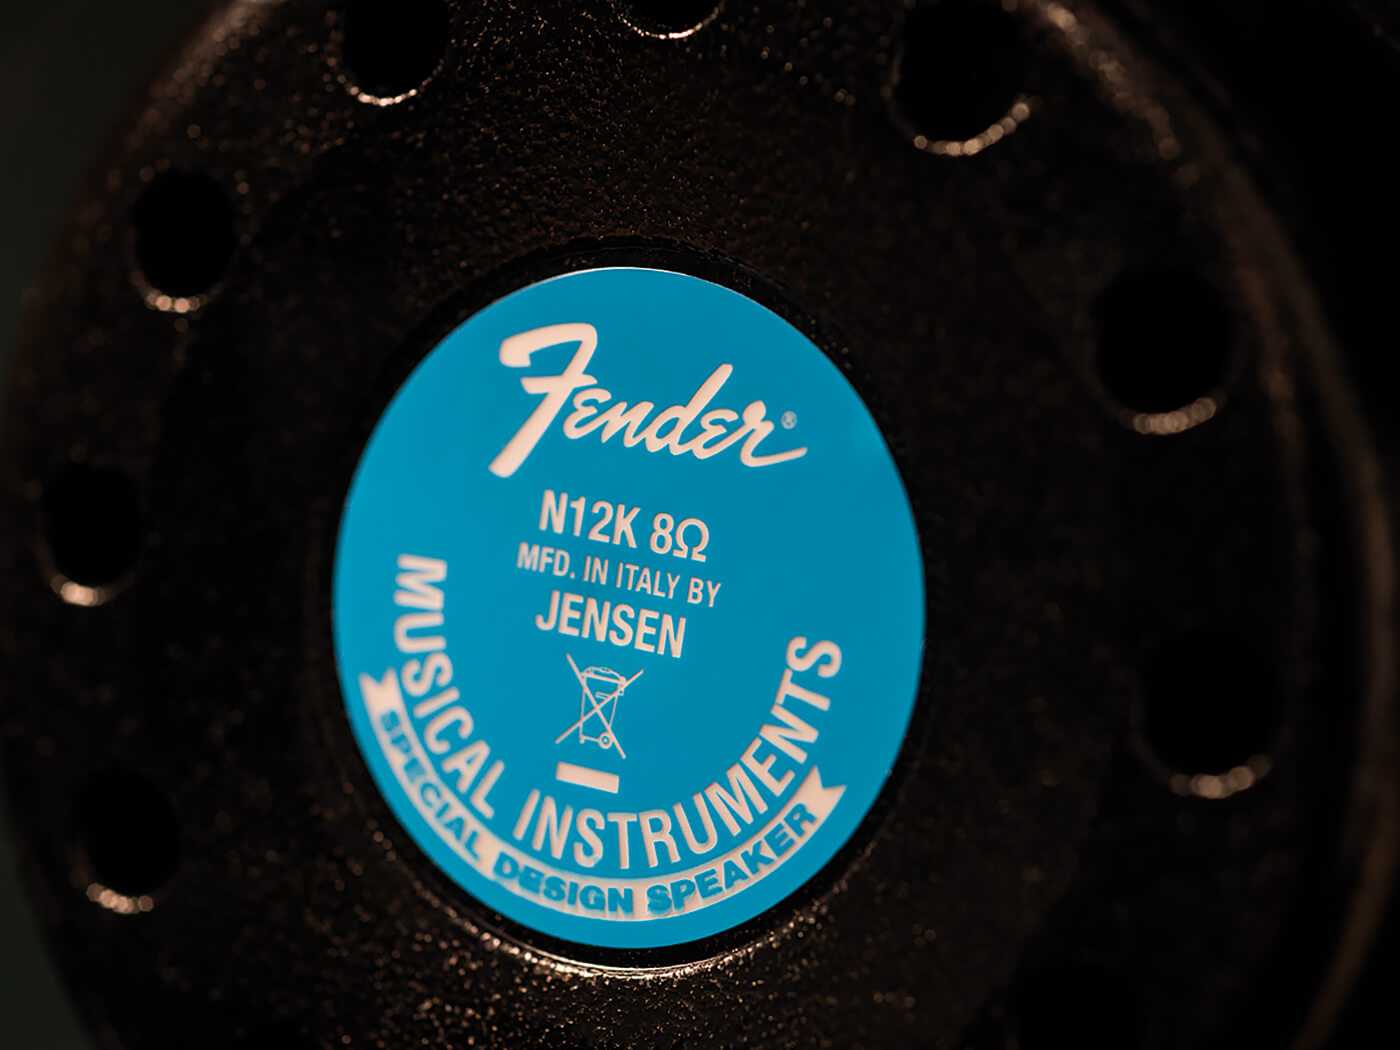 Fender®
N12K 8Ω
MFD. IN ITALY BY
JENSEN
MUSICAL INSTRUMENTS
SPECIAL DESIGN SPEAKER